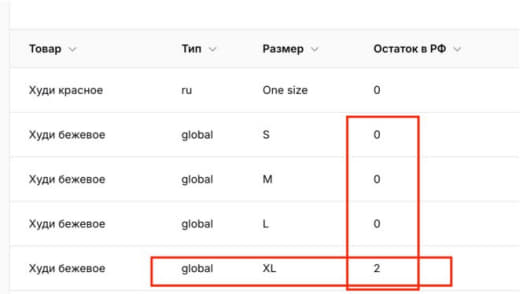 Товар Тип Размер Остаток в РФ
Худи красное ru One size 0
Худи бежевое global S 0
Худи бежевое global M 0
Худи бежевое global L 0
Худи бежевое global XL 2